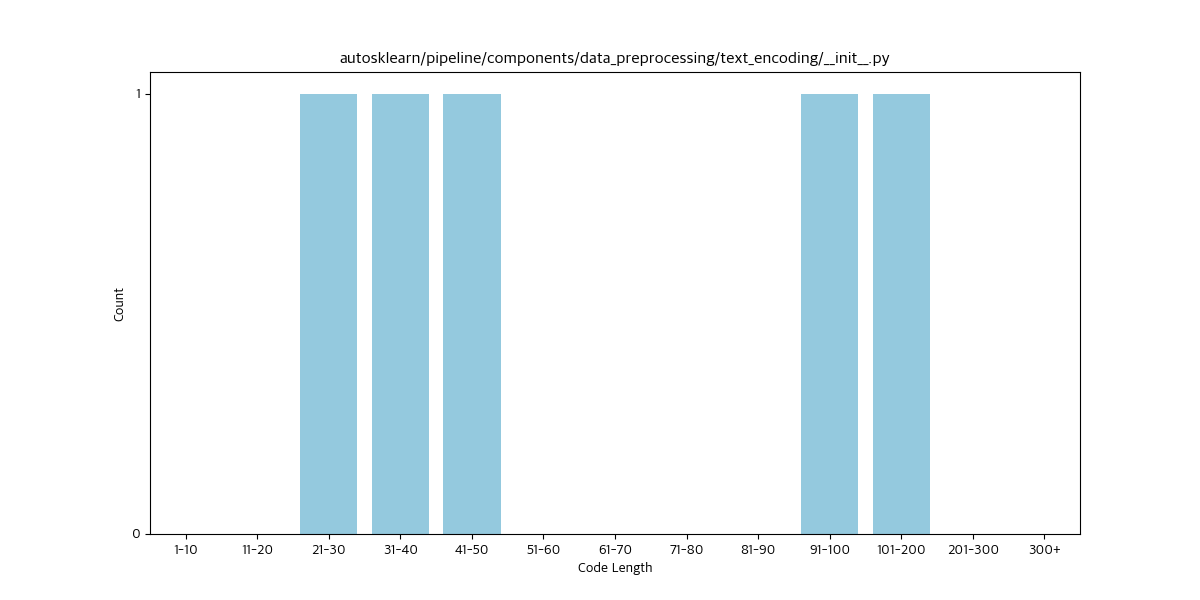 autosklearn/pipeline/components/data_preprocessing/text_encoding/__init__.py
1
Count
0
1-10 11-20 21-30 31-40 41-50 51-60 61-70 71-80 81-90 91-100 101-200 201-300 300+
Code Length